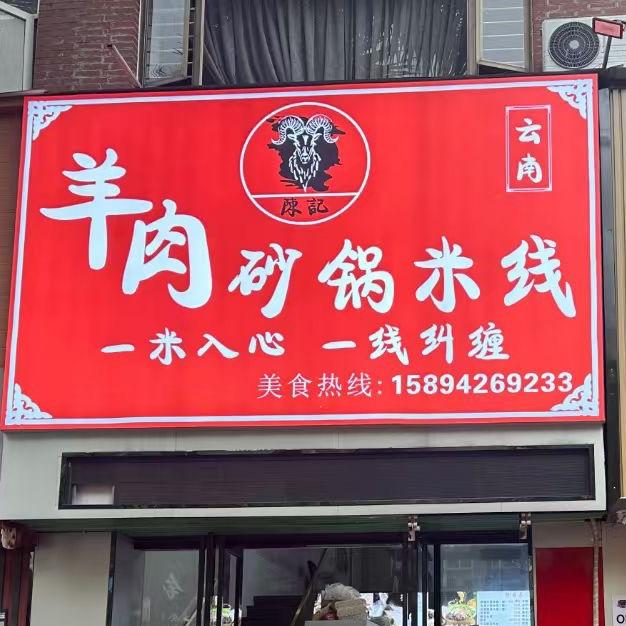 云南
陳記
羊肉砂锅米线
一米入心 一线纠缠
美食热线:15894269233